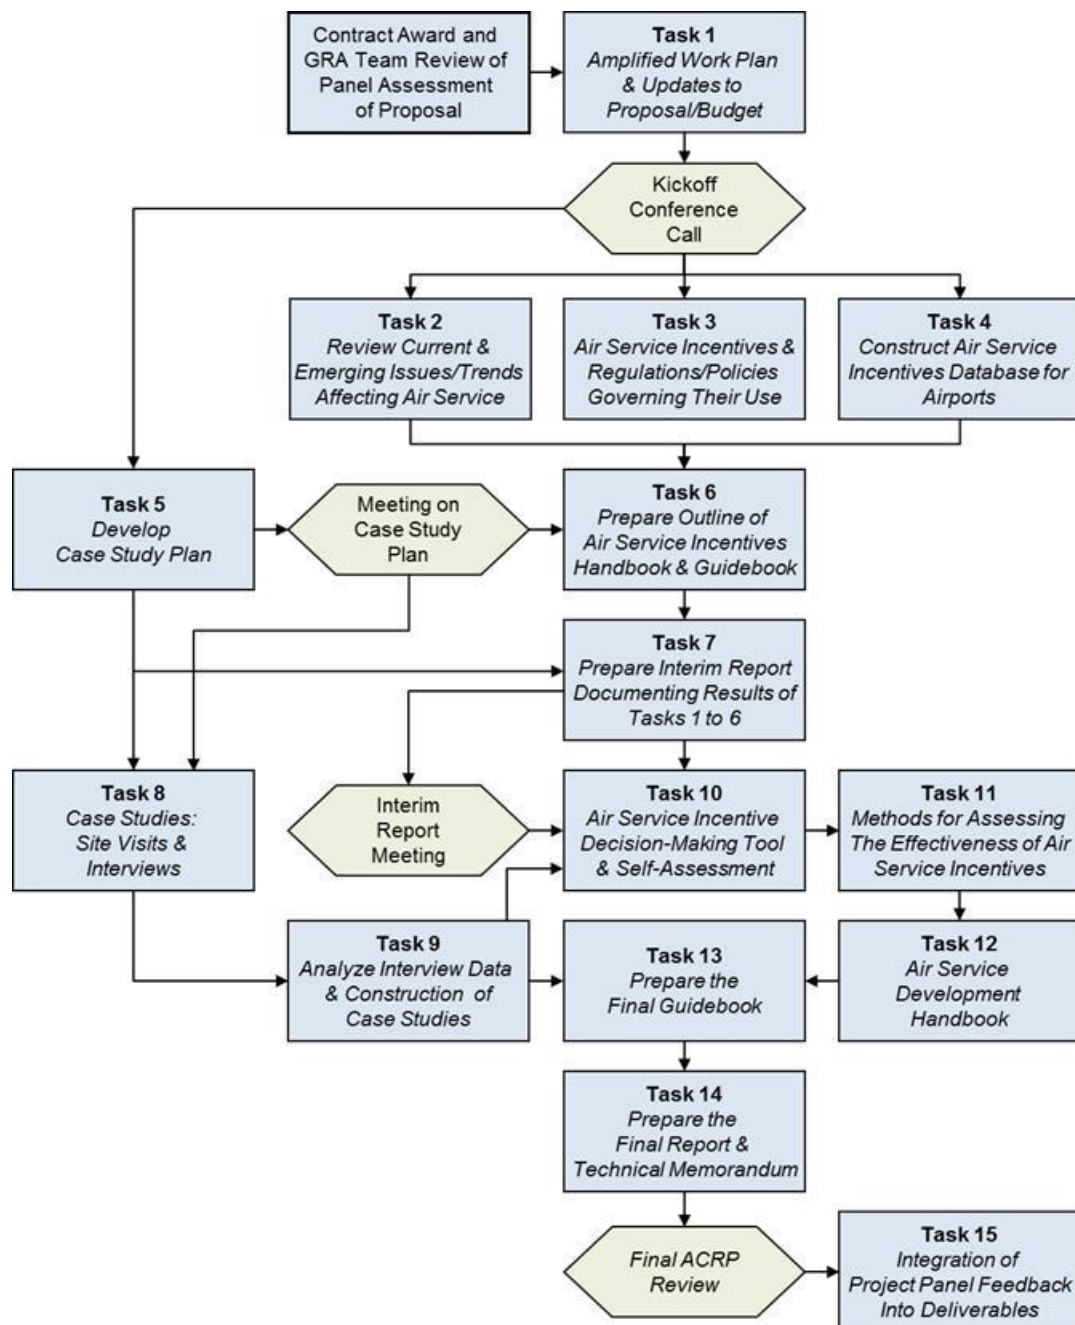 Contract Award and
GRA Team Review of
Panel Assessment
of Proposal
Task 1
Amplified Work Plan
& Updates to
Proposal/Budget
Kickoff
Conference
Call
Task 2
Review Current &
Emerging Issues/Trends
Affecting Air Service
Task 3
Air Service Incentives &
Regulations/Policies
Governing Their Use
Task 4
Construct Air Service
Incentives Database for
Airports
Task 5
Develop
Case Study Plan
Meeting on
Case Study
Plan
Task 6
Prepare Outline of
Air Service Incentives
Handbook & Guidebook
Task 7
Prepare Interim Report
Documenting Results of
Tasks 1 to 6
Task 8
Case Studies:
Site Visits &
Interviews
Interim
Report
Meeting
Task 10
Air Service Incentive
Decision-Making Tool
& Self-Assessment
Task 11
Methods for Assessing
The Effectiveness of Air
Service Incentives
Task 9
Analyze Interview Data
& Construction of
Case Studies
Task 13
Prepare the
Final Guidebook
Task 12
Air Service
Development
Handbook
Task 14
Prepare the
Final Report &
Technical Memorandum
Final ACRP
Review
Task 15
Integration of
Project Panel Feedback
Into Deliverables